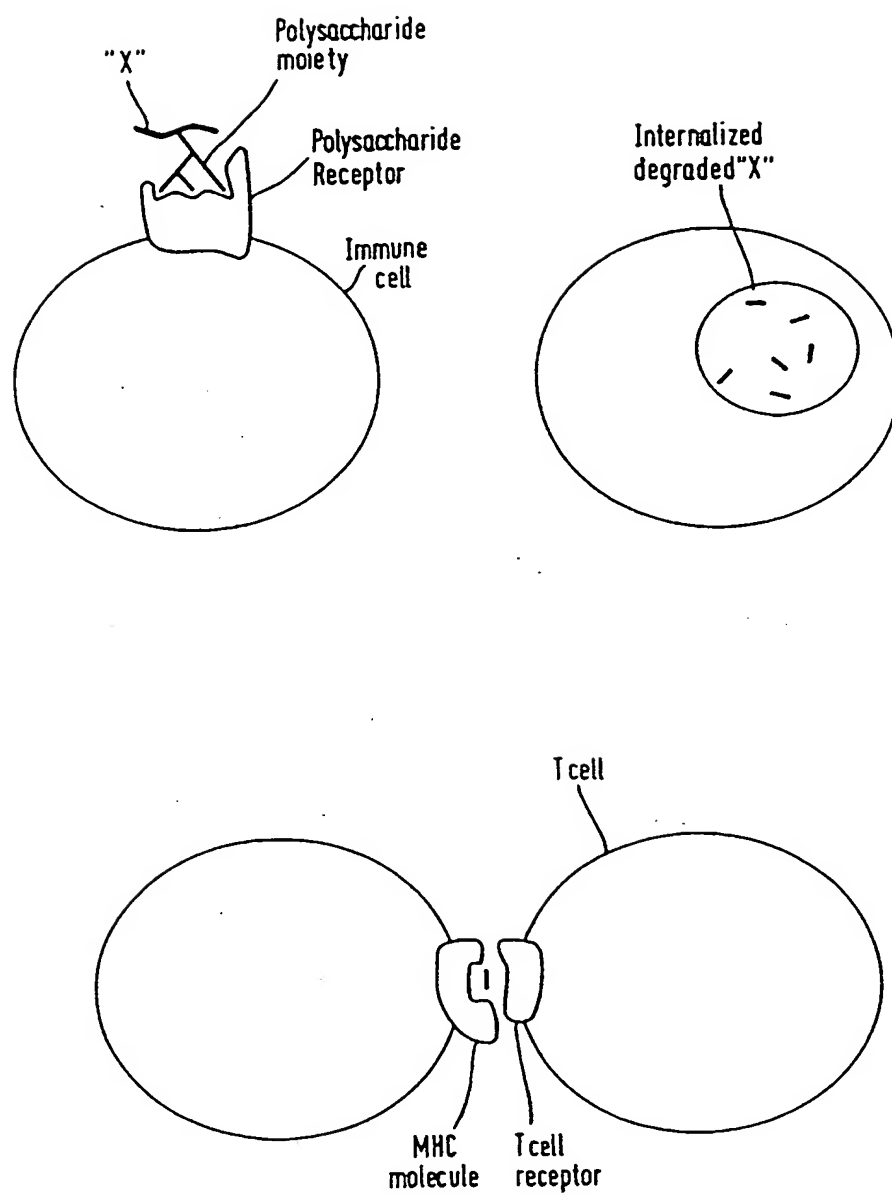 "X"
Polysaccharide
moiety
Polysaccharide
Receptor
Immune
cell
Internalized
degraded "X"
T cell
MHC
molecule
T cell
receptor